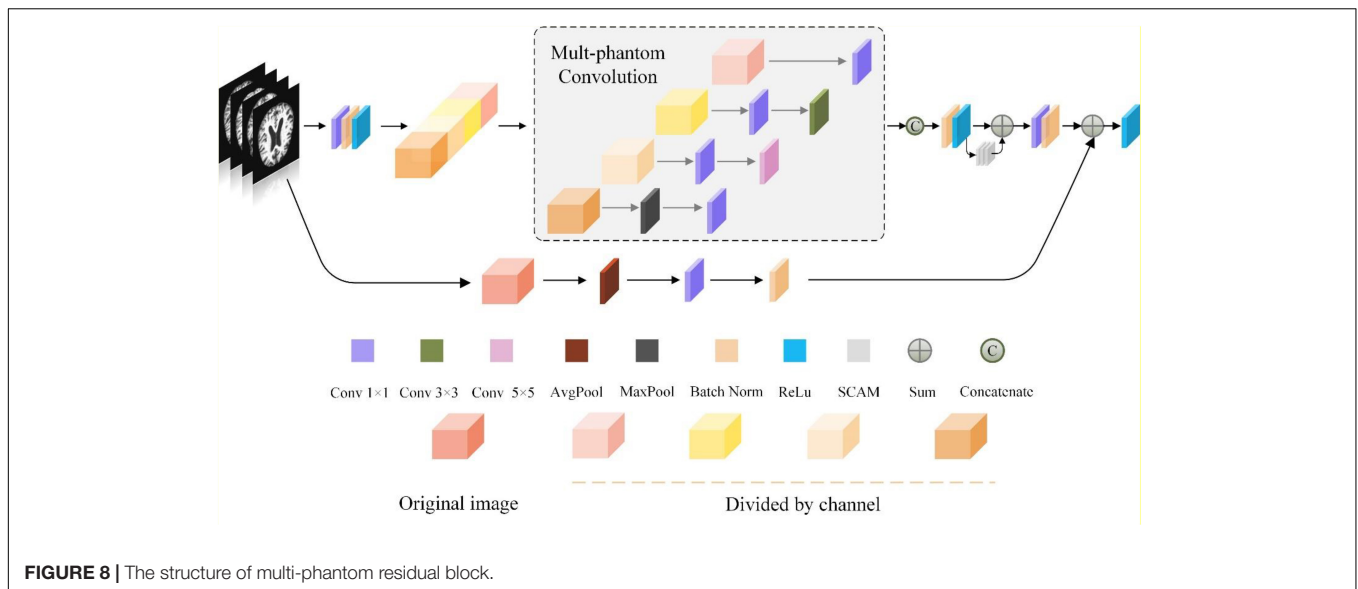 Mult-phantom
Convolution
C
Conv 1×1 Conv 3×3 Conv 5×5 AvgPool MaxPool Batch Norm ReLu SCAM Sum Concatenate
C
Original image Divided by channel
FIGURE 8 | The structure of multi-phantom residual block.